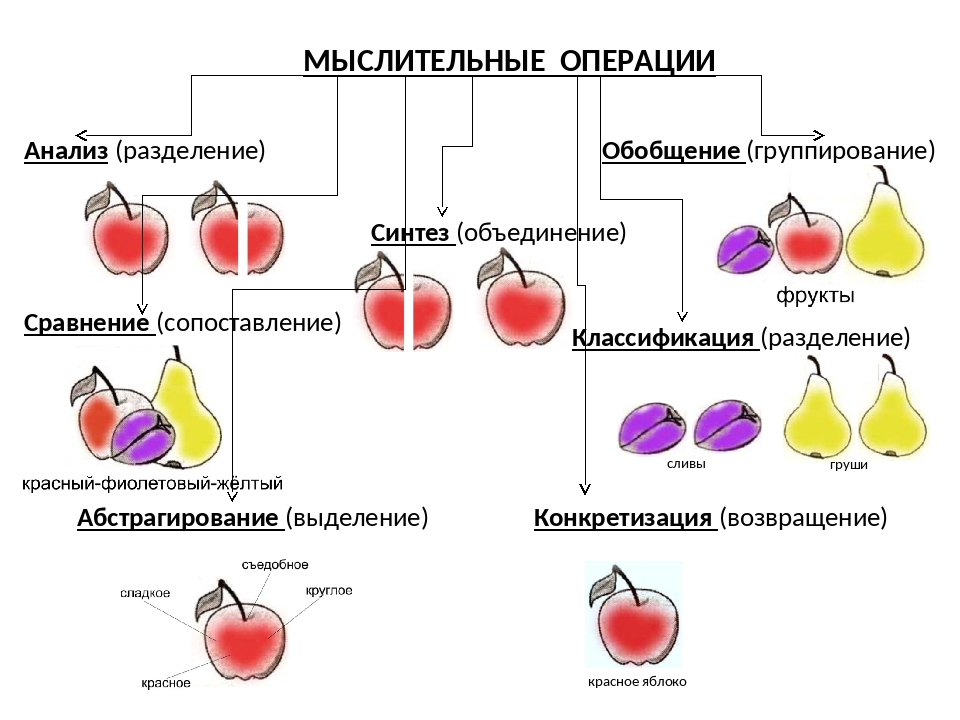 МЫСЛИТЕЛЬНЫЕ ОПЕРАЦИИ
Анализ (разделение)
Обобщение (группирование)
Синтез (объединение)
фрукты
Сравнение (сопоставление)
Классификация (разделение)
сливы
груши
красный-фиолетовый-жёлтый
Абстрагирование (выделение)
Конкретизация (возвращение)
съедобное
сладкое
круглое
красное
красное яблоко